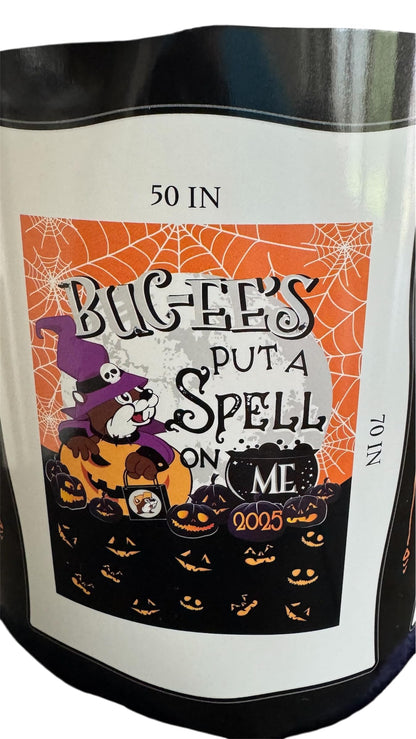 50 IN
BUC-EE'S
PUT A
SPELL
ON ME
2025
70 IN